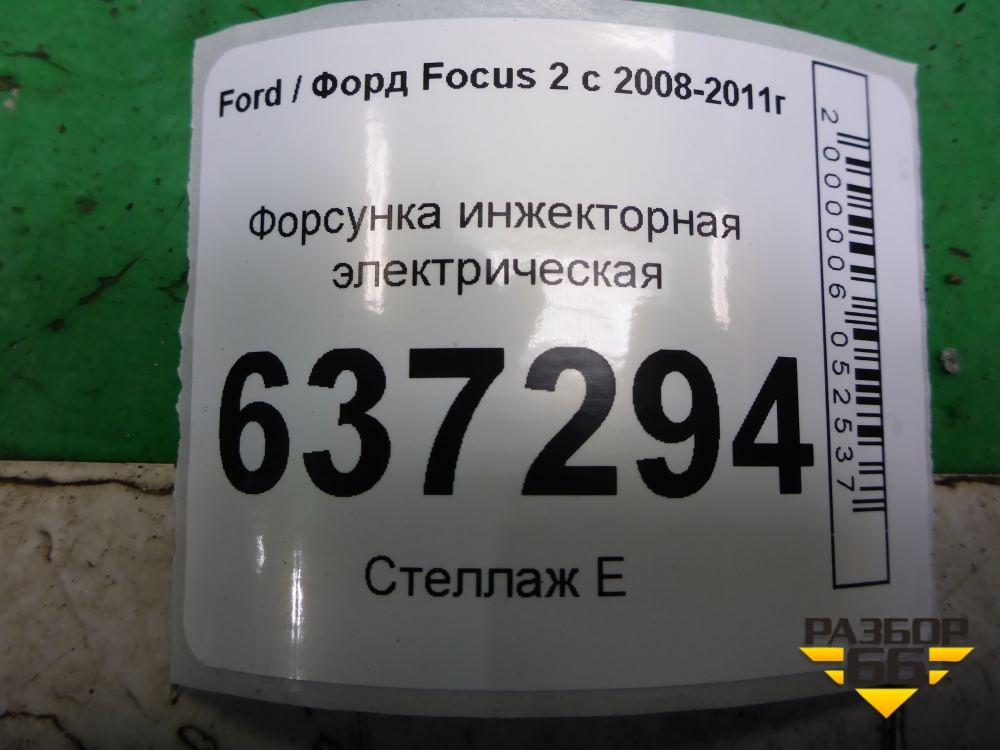 Ford / Форд Focus 2 с 2008-2011г
Форсунка инжекторная
электрическая
637294
Стеллаж Е
2000006052537
РАЗБОР
66